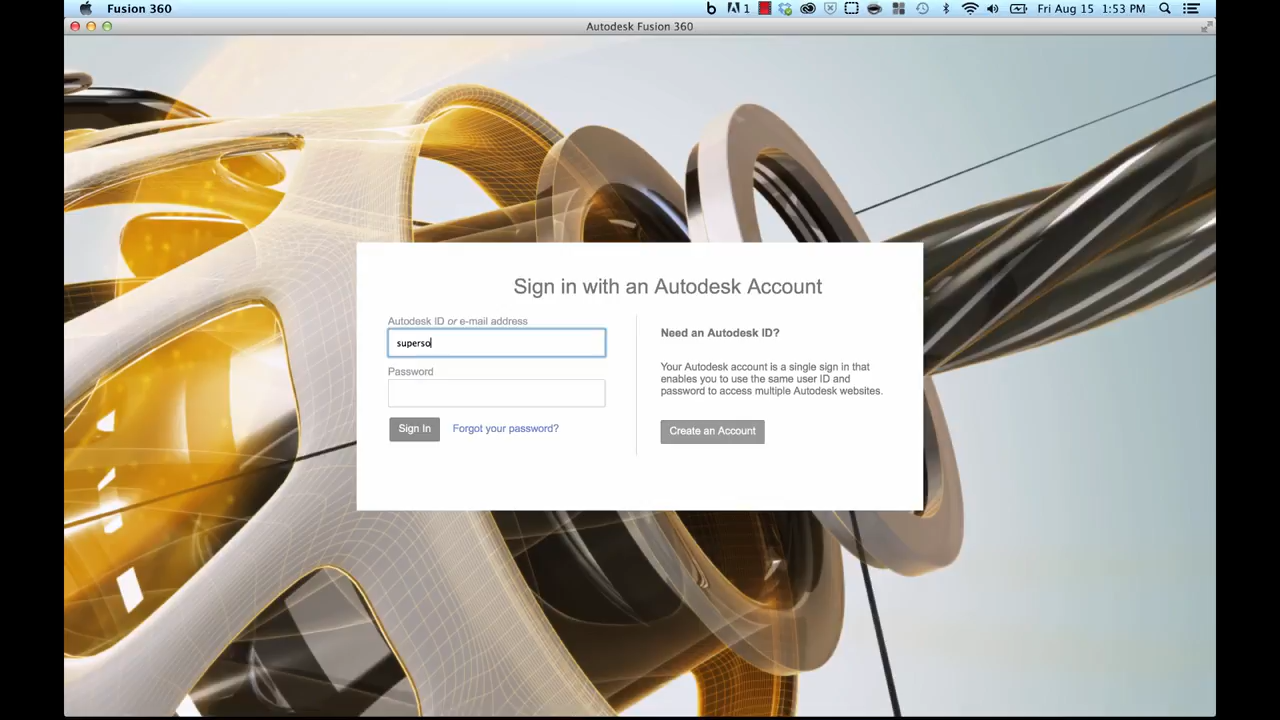 Fusion 360
1 Fri Aug 15 1:53 PM
Autodesk Fusion 360
Sign in with an Autodesk Account
Autodesk ID or e-mail address
superso
Password
Sign In
Forgot your password?
Need an Autodesk ID?
Your Autodesk account is a single sign in that
enables you to use the same user ID and
password to access multiple Autodesk websites.
Create an Account